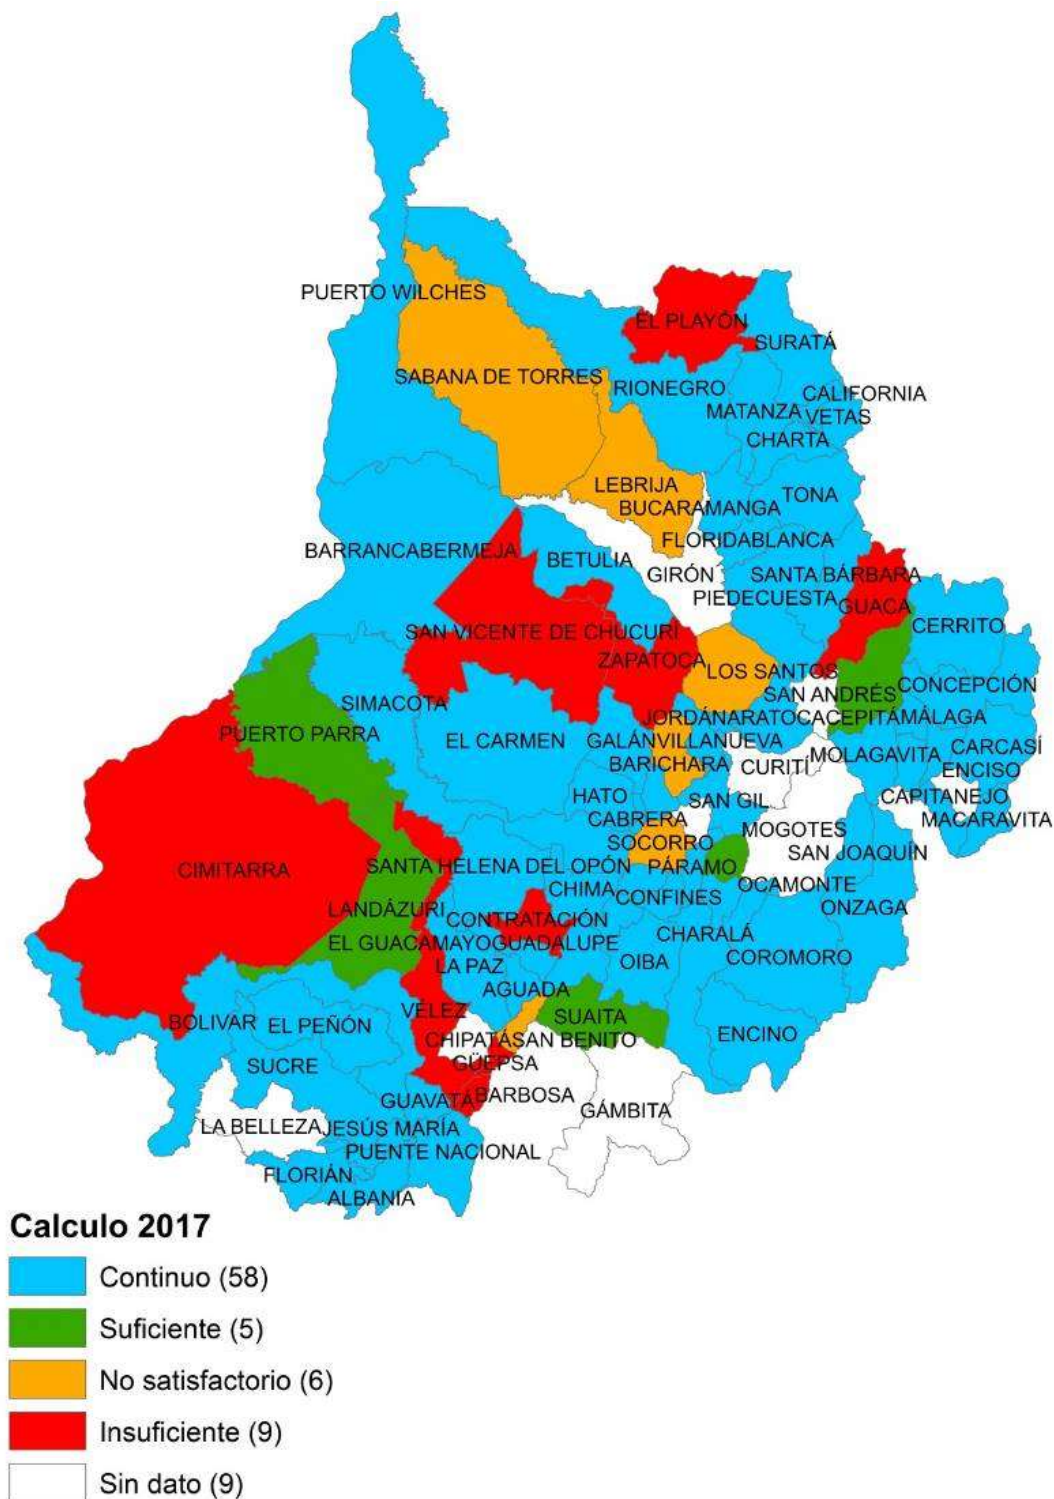 PUERTO WILCHES
EL PLAYÓN
SURATÁ
SABANA DE TORRES
RIONEGRO
CALIFORNIA
MATANZA
VETAS
CHARTA
LEBRIJA
TONA
BUCARAMANGA
FLORIDABLANCA
BARRANCABERMEJA
BETULIA
GIRÓN
SANTA BÁRBARA
PIEDECUESTA
GUACA
CERRITO
SAN VICENTE DE CHUCURÍ
ZAPATOCA
LOS SANTOS
SAN ANDRÉS
CONCEPCIÓN
SIMACOTA
JORDÁN
ARATOCA
CEPITÁ
MÁLAGA
PUERTO PARRA
EL CARMEN
GALÁN
VILLANUEVA
MOLAGAVITA
CARCASÍ
BARICHARA
CURITÍ
ENCISO
HATO
SAN GIL
CAPITANEJO
CABRERA
MACARAVITA
SOCORRO
MOGOTES
SAN JOAQUÍN
CIMITARRA
SANTA HELENA DEL OPÓN
PÁRAMO
CHIMA
CONFINES
OCAMONTE
ONZAGA
LANDÁZURI
CONTRATACIÓN
CHARALÁ
EL GUACAMAYO
GUADALUPE
LA PAZ
OIBA
COROMORO
AGUADA
VÉLEZ
SUAITA
BOLIVAR
EL PEÑÓN
CHIPATÁ
SAN BENITO
ENCINO
SUCRE
GÜEPSA
GUAVATÁ
BARBOSA
GÁMBITA
LA BELLEZA
JESÚS MARÍA
PUENTE NACIONAL
FLORIÁN
ALBANIA
Calculo 2017
Continuo (58)
Suficiente (5)
No satisfactorio (6)
Insuficiente (9)
Sin dato (9)